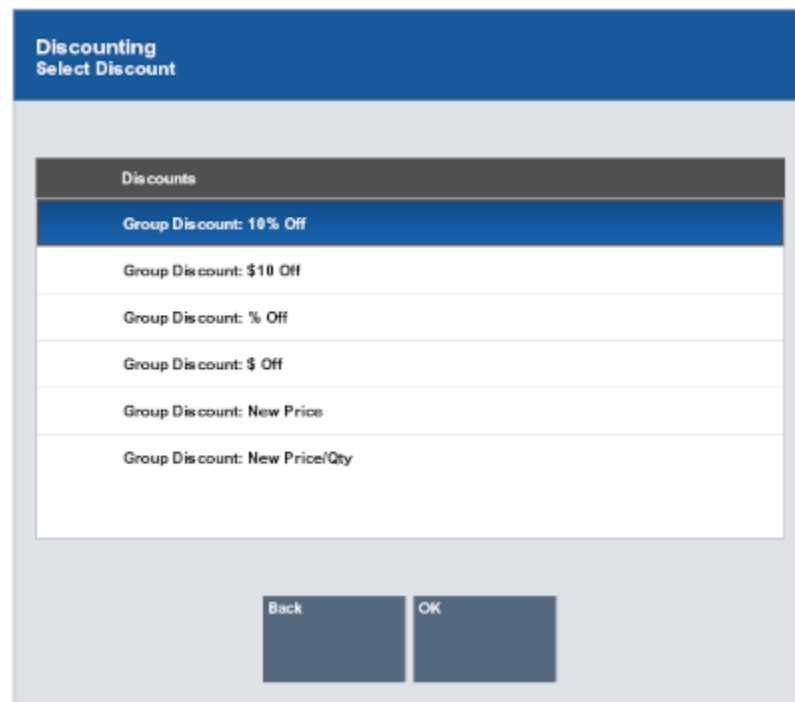 Discounting
Select Discount
Discounts
Group Discount: 10% Off
Group Discount: $10 Off
Group Discount: % Off
Group Discount: $ Off
Group Discount: New Price
Group Discount: New Price/Qty
Back
OK